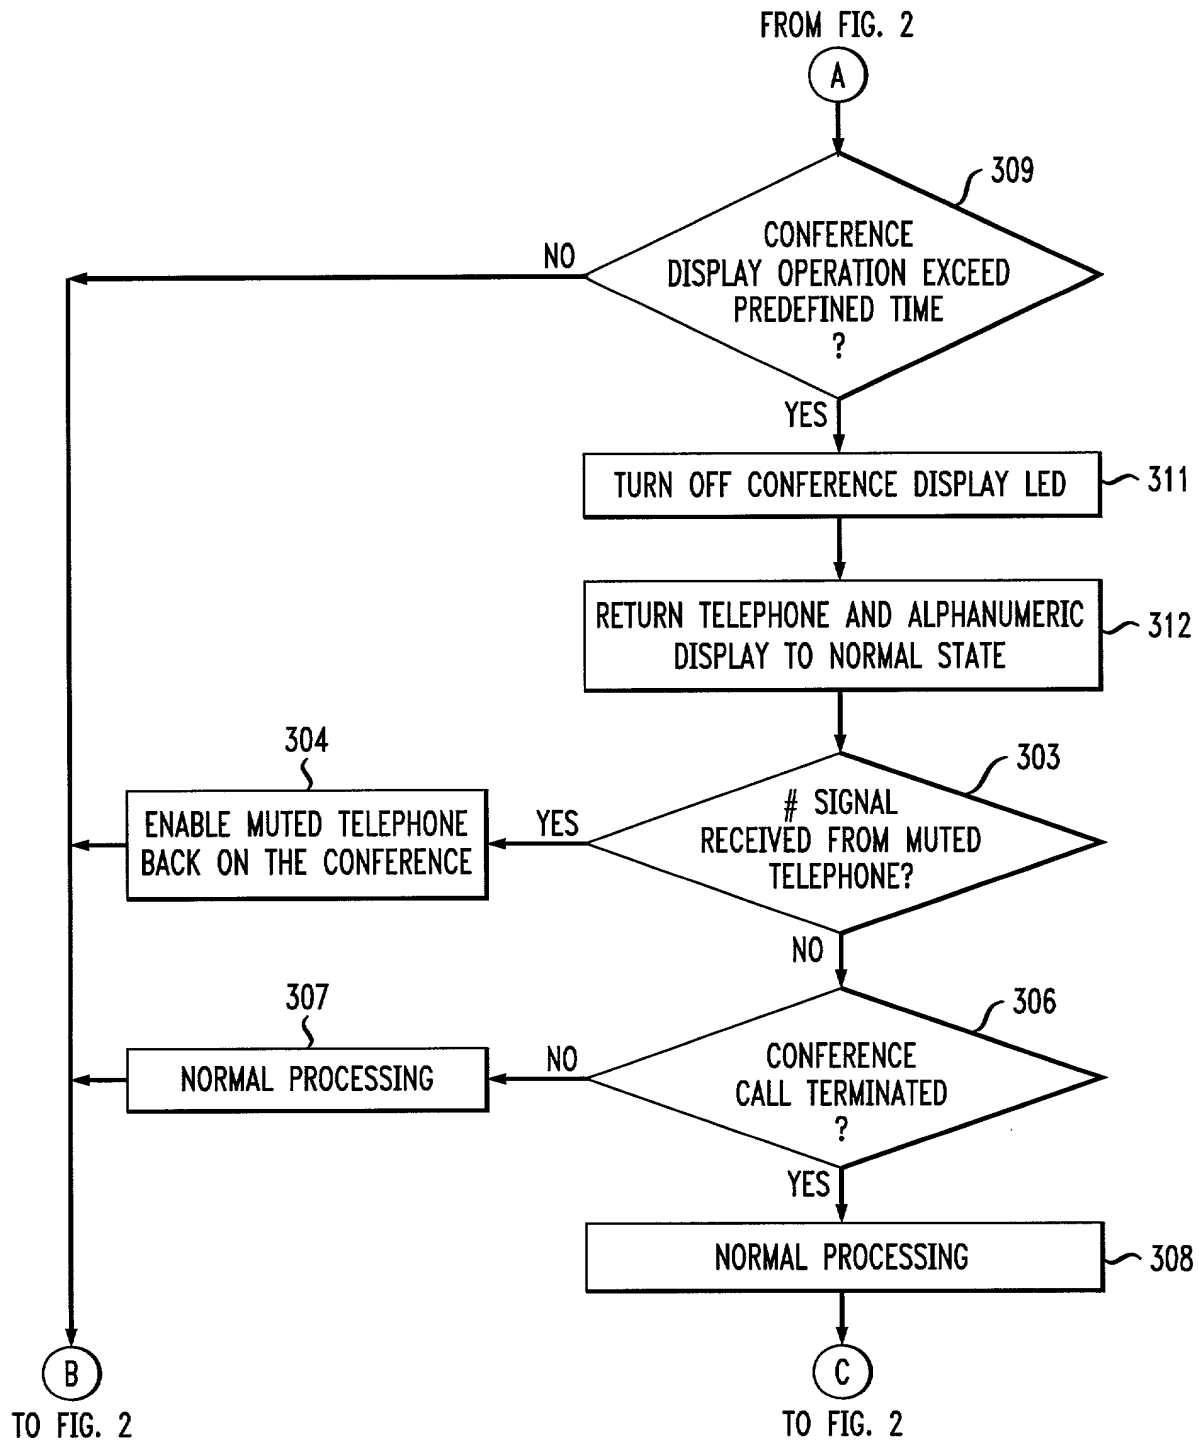 FROM FIG. 2
A
309
CONFERENCE
DISPLAY OPERATION EXCEED
PREDEFINED TIME
?
NO
YES
TURN OFF CONFERENCE DISPLAY LED
311
RETURN TELEPHONE AND ALPHANUMERIC
DISPLAY TO NORMAL STATE
312
303
# SIGNAL
RECEIVED FROM MUTED
TELEPHONE?
YES
304
ENABLE MUTED TELEPHONE
BACK ON THE CONFERENCE
NO
306
CONFERENCE
CALL TERMINATED
?
NO
307
NORMAL PROCESSING
YES
NORMAL PROCESSING
308
B
TO FIG. 2
C
TO FIG. 2